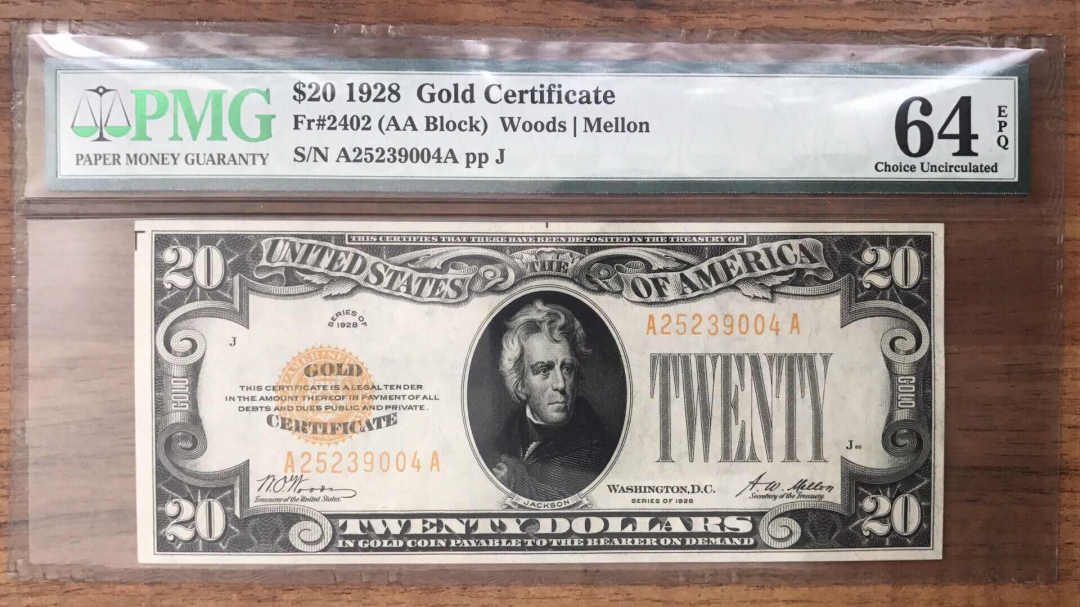 PMG
PAPER MONEY GUARANTY
$20 1928 Gold Certificate
Fr#2402 (AA Block) Woods | Mellon
S/N A25239004A pp J
64
EPQ
Choice Uncirculated
THIS CERTIFIES THAT THERE HAVE BEEN DEPOSITED IN THE TREASURY OF
20
UNITED STATES
THE
OF AMERICA
20
SERIES OF
1928
A25239004A
J
GOLD
THIS CERTIFICATE IS A LEGAL TENDER
IN THE AMOUNT THEREOF IN PAYMENT OF ALL
DEBTS AND DUES PUBLIC AND PRIVATE.
CERTIFICATE
TWENTY
GOLD
GOLD
A25239004A
J
W.O. Woods
Treasurer of the United States.
JACKSON
WASHINGTON, D.C.
SERIES OF 1928
A.W. Mellon
Secretary of the Treasury.
20
TWENTY DOLLARS
20
IN GOLD COIN PAYABLE TO THE BEARER ON DEMAND